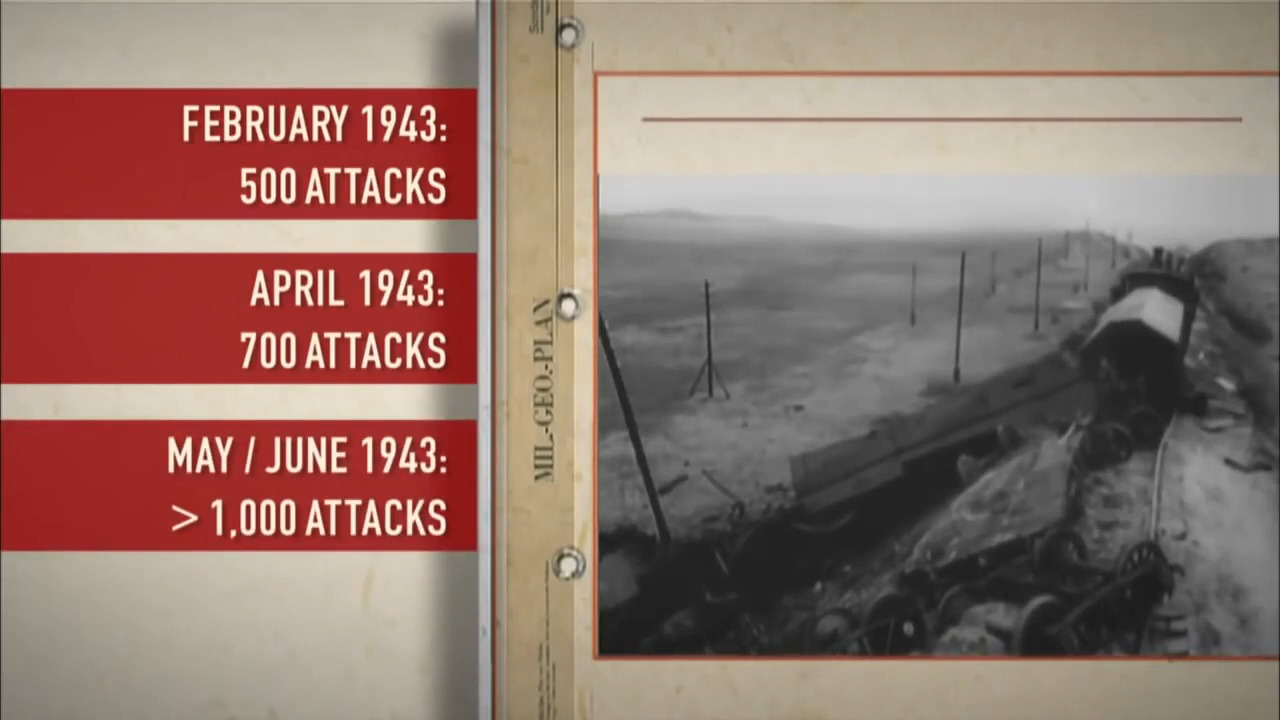 FEBRUARY 1943:
500 ATTACKS
APRIL 1943:
700 ATTACKS
MAY / JUNE 1943:
> 1,000 ATTACKS
MIL.-GEO.-PLAN